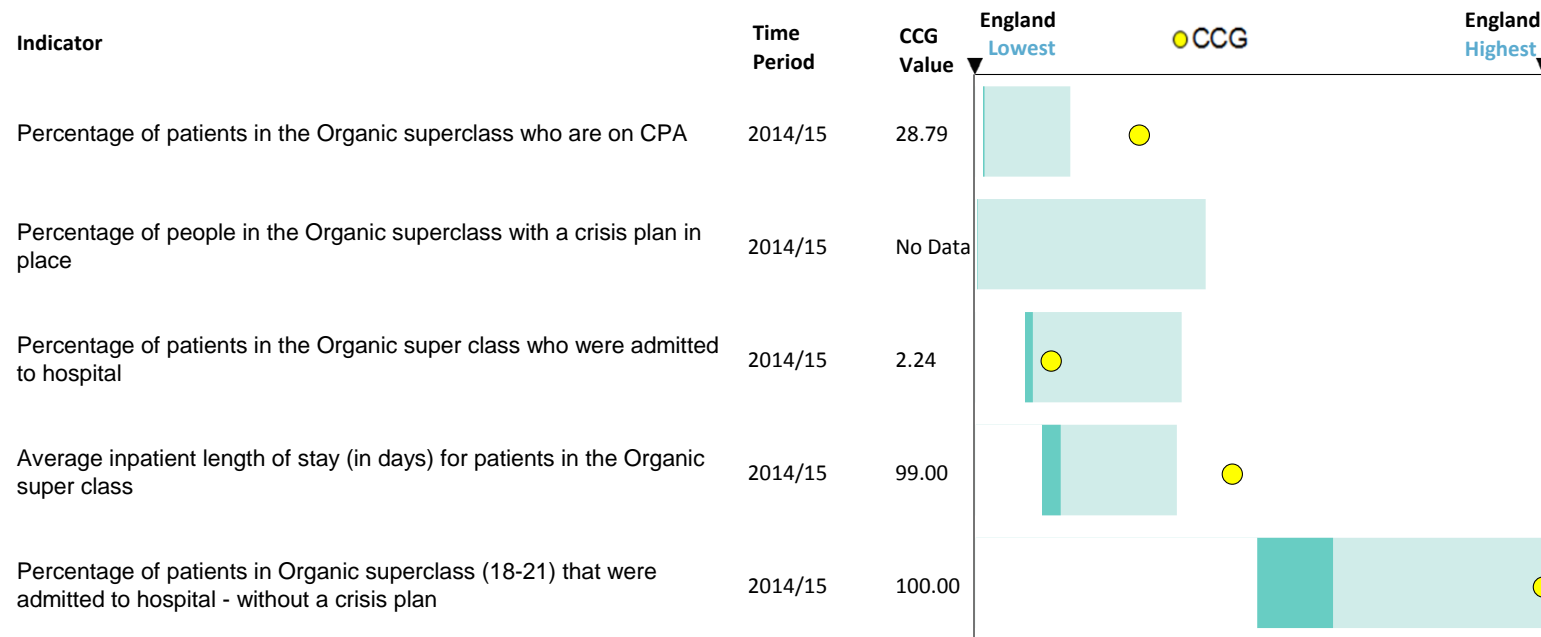 Indicator
Time Period
CCG Value
England Lowest
CCG
England Highest
Percentage of patients in the Organic superclass who are on CPA
2014/15
28.79
Percentage of people in the Organic superclass with a crisis plan in
place
2014/15
No Data
Percentage of patients in the Organic super class who were admitted
to hospital
2014/15
2.24
Average inpatient length of stay (in days) for patients in the Organic
super class
2014/15
99.00
Percentage of patients in Organic superclass (18-21) that were
admitted to hospital - without a crisis plan
2014/15
100.00